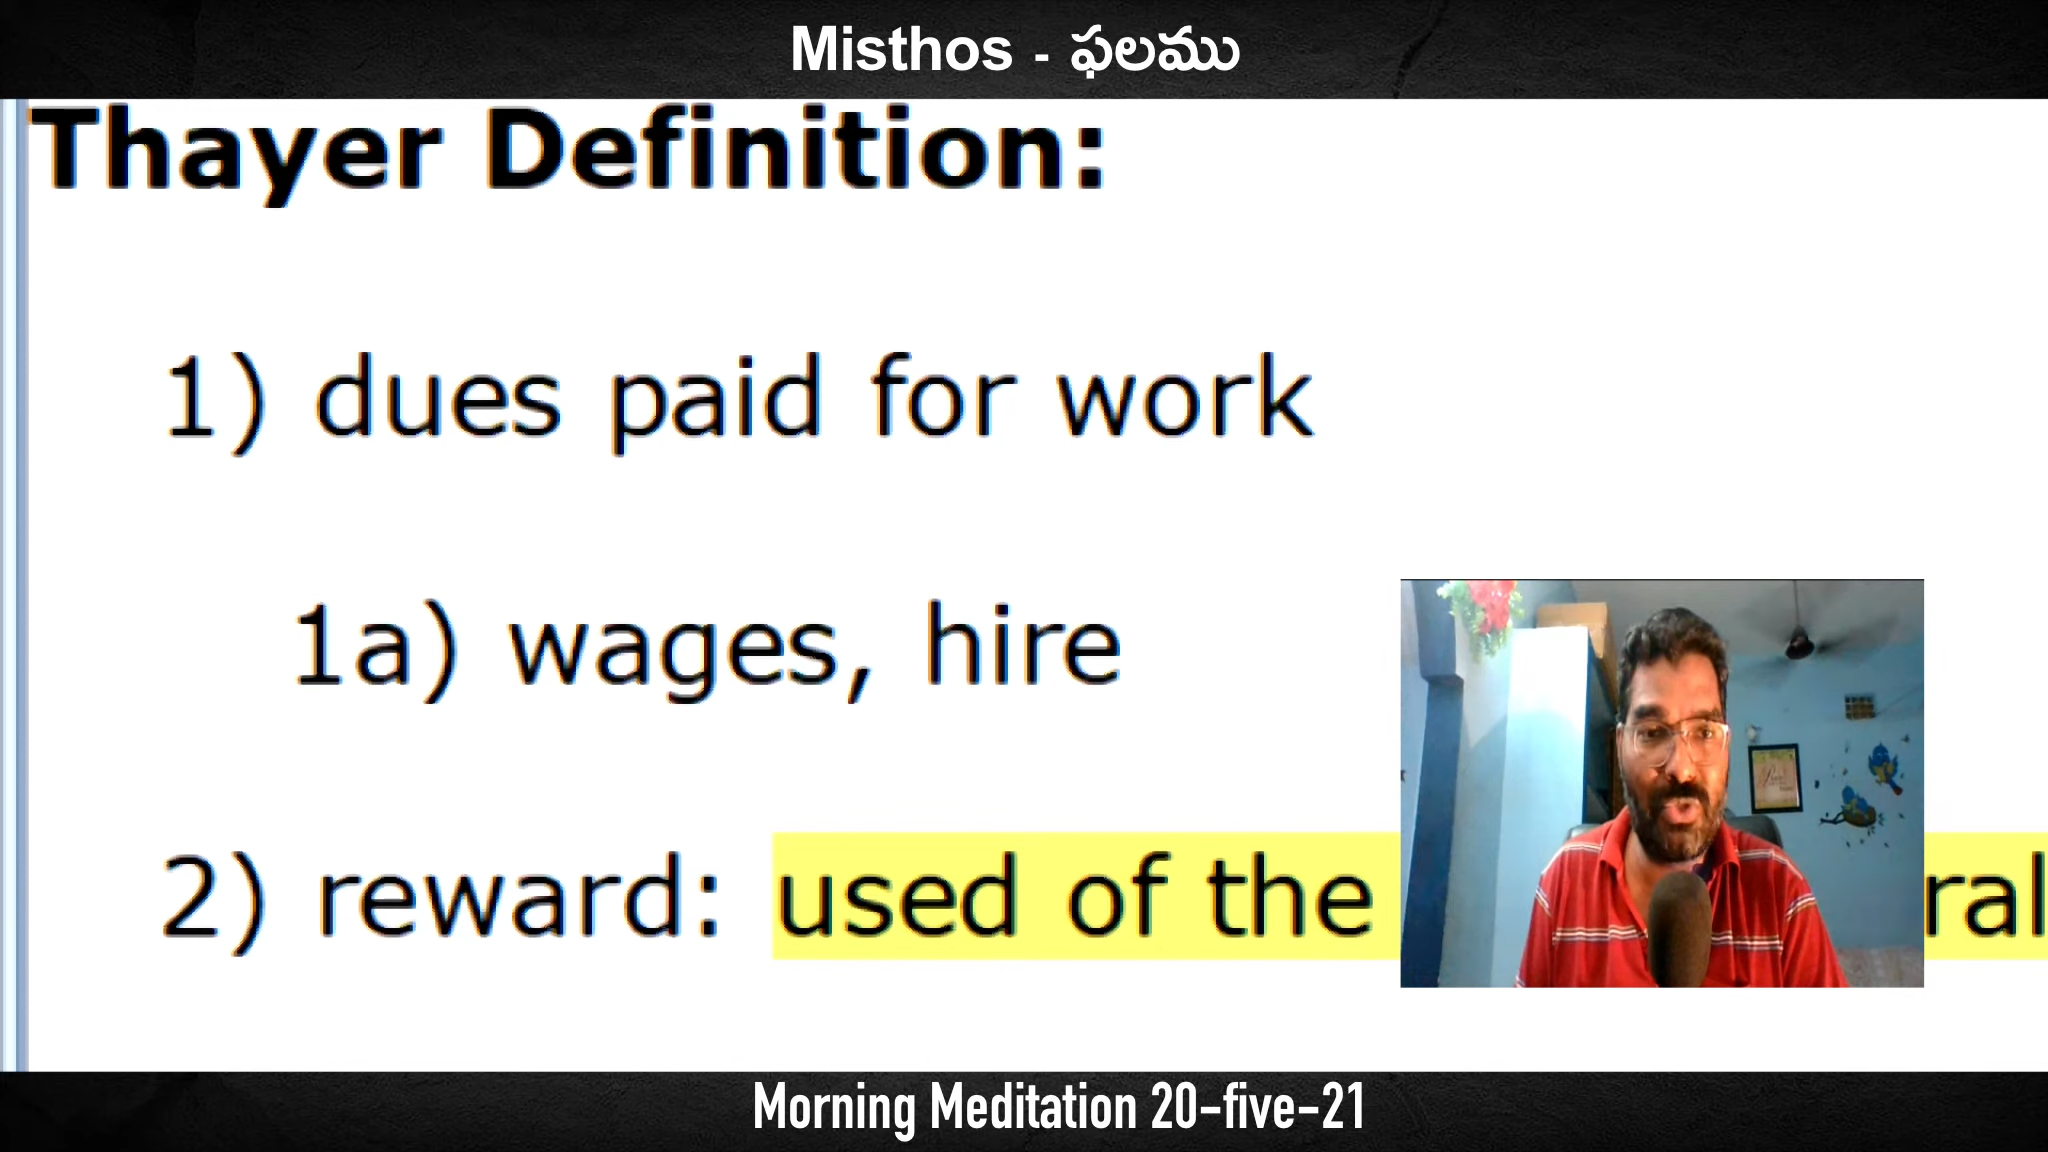 Misthos - ఫలము
Thayer Definition:
1) dues paid for work
1a) wages, hire
2) reward: used of the
Morning Meditation 20-five-21